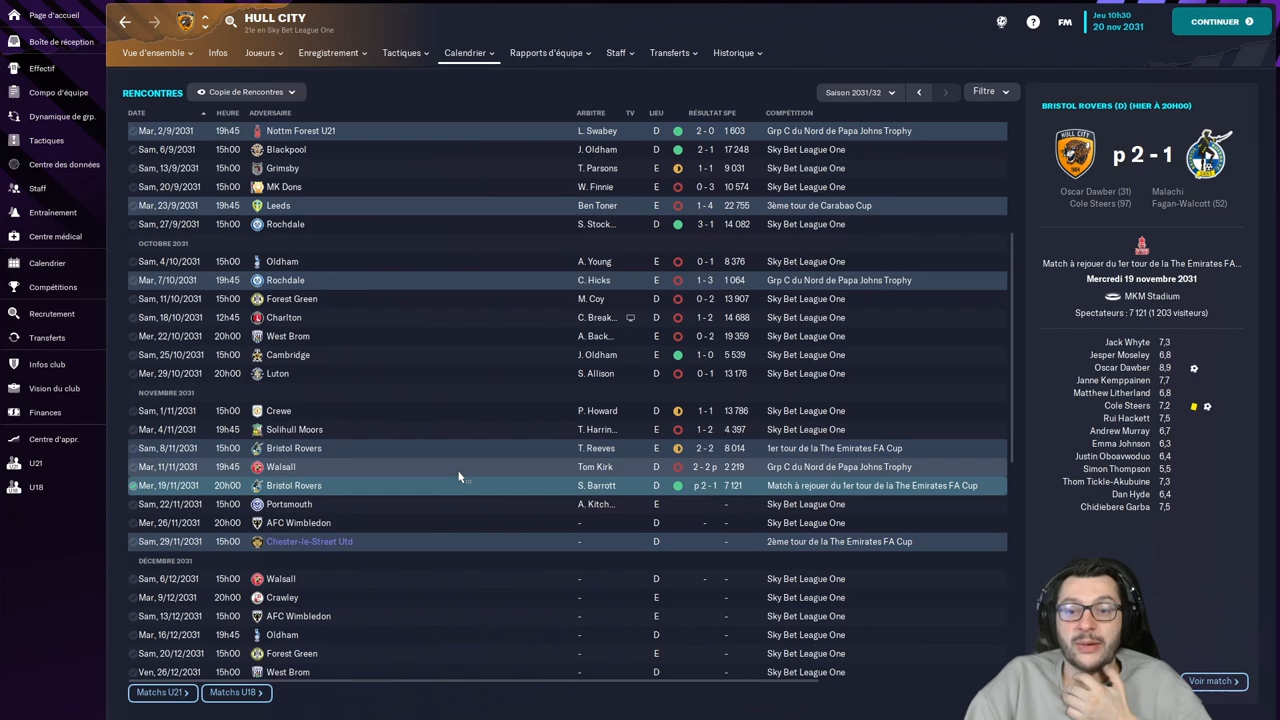 Page d'accueil
Boîte de réception
Effectif
Compo d'équipe
Dynamique de grp.
Tactiques
Centre des données
Staff
Entraînement
Centre médical
Calendrier
Compétitions
Recrutement
Transferts
Infos club
Vision du club
Finances
Centre d'appr.
U21
U18
HULL CITY
21e en Sky Bet League One
FM
Jeu 10h30
20 nov 2031
CONTINUER
Vue d'ensemble Infos Joueurs Enregistrement Tactiques Calendrier Rapports d'équipe Staff Transferts Historique
RENCONTRES Copie de Rencontres Saison 2031/32 Filtre
DATE HEURE ADVERSAIRE ARBITRE TV LIEU RÉSULTAT SPE COMPÉTITION
Mar, 2/9/2031 19h45 Nottm Forest U21 L. Swabey D 2 - 0 1 603 Grp C du Nord de Papa Johns Trophy
Sam, 6/9/2031 15h00 Blackpool J. Oldham D 2 - 1 17 248 Sky Bet League One
Sam, 13/9/2031 15h00 Grimsby T. Parsons E 1 - 1 9 031 Sky Bet League One
Sam, 20/9/2031 15h00 MK Dons W. Finnie E 0 - 3 10 574 Sky Bet League One
Mar, 23/9/2031 19h45 Leeds Ben Toner E 1 - 4 22 755 3ème tour de Carabao Cup
Sam, 27/9/2031 15h00 Rochdale S. Stock... D 3 - 1 14 082 Sky Bet League One
OCTOBRE 2031
Sam, 4/10/2031 15h00 Oldham A. Young E 0 - 1 8 376 Sky Bet League One
Mar, 7/10/2031 19h45 Rochdale C. Hicks E 1 - 3 1 064 Grp C du Nord de Papa Johns Trophy
Sam, 11/10/2031 15h00 Forest Green M. Coy D 0 - 2 13 907 Sky Bet League One
Sam, 18/10/2031 12h45 Charlton C. Break... D 1 - 2 14 688 Sky Bet League One
Mer, 22/10/2031 20h00 West Brom A. Back... E 0 - 2 19 359 Sky Bet League One
Sam, 25/10/2031 15h00 Cambridge J. Oldham E 1 - 0 5 539 Sky Bet League One
Mer, 29/10/2031 20h00 Luton S. Allison D 0 - 1 13 176 Sky Bet League One
NOVEMBRE 2031
Sam, 1/11/2031 15h00 Crewe P. Howard D 1 - 1 13 786 Sky Bet League One
Mar, 4/11/2031 19h45 Solihull Moors T. Harrin... E 1 - 2 4 397 Sky Bet League One
Sam, 8/11/2031 15h00 Bristol Rovers T. Reeves E 2 - 2 8 014 1er tour de la The Emirates FA Cup
Mar, 11/11/2031 19h45 Walsall Tom Kirk D 2 - 2 p 2 219 Grp C du Nord de Papa Johns Trophy
Mer, 19/11/2031 20h00 Bristol Rovers S. Barrott D p 2 - 1 7 121 Match à rejouer du 1er tour de la The Emirates FA Cup
Sam, 22/11/2031 15h00 Portsmouth A. Kitch... E - Sky Bet League One
Mer, 26/11/2031 20h00 AFC Wimbledon - D - - Sky Bet League One
Sam, 29/11/2031 15h00 Chester-le-Street Utd - D - 2ème tour de la The Emirates FA Cup
DÉCEMBRE 2031
Sam, 6/12/2031 15h00 Walsall - D - - Sky Bet League One
Mar, 9/12/2031 20h00 Crawley - E - Sky Bet League One
Sam, 13/12/2031 15h00 AFC Wimbledon - E - Sky Bet League One
Mar, 16/12/2031 19h45 Oldham - D - Sky Bet League One
Sam, 20/12/2031 15h00 Forest Green - E - Sky Bet League One
Ven, 26/12/2031 15h00 West Brom - D - Sky Bet League One
Matchs U21 Matchs U18
BRISTOL ROVERS (D) (HIER À 20H00)
p 2 - 1
Oscar Dawber (31) Malachi
Cole Steers (97) Fagan-Walcott (52)
Match à rejouer du 1er tour de la The Emirates FA...
Mercredi 19 novembre 2031
MKM Stadium
Spectateurs : 7 121 (1 203 visiteurs)
Jack Whyte 7,3
Jesper Moseley 6,8
Oscar Dawber 8,9
Janne Kemppainen 7,7
Matthew Litherland 6,8
Cole Steers 7,2
Rui Hackett 7,5
Andrew Murray 6,7
Emma Johnson 6,3
Justin Oboavwoduo 6,4
Simon Thompson 5,5
Thom Tickle-Akubuine 7,3
Dan Hyde 6,4
Chidiebere Garba 7,5
Voir match